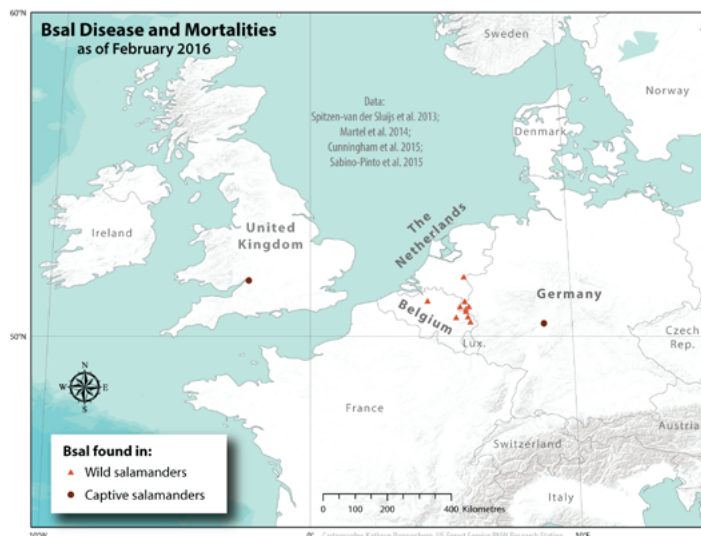 60°N
Bsal Disease and Mortalities
as of February 2016
Sweden
Norway
Data:
Spitzen-van der Sluijs et al. 2013;
Martel et al. 2014;
Cunningham et al. 2015;
Sabino-Pinto et al. 2015
Denmark
Ireland
United
Kingdom
The
Netherlands
Belgium
Germany
Lux.
50°N
Czech
Rep.
N
W
E
S
France
Austria
Switzerland
Italy
Bsal found in:
Wild salamanders
Captive salamanders
0
100
200
400 Kilometres
10°W
0°
10°E